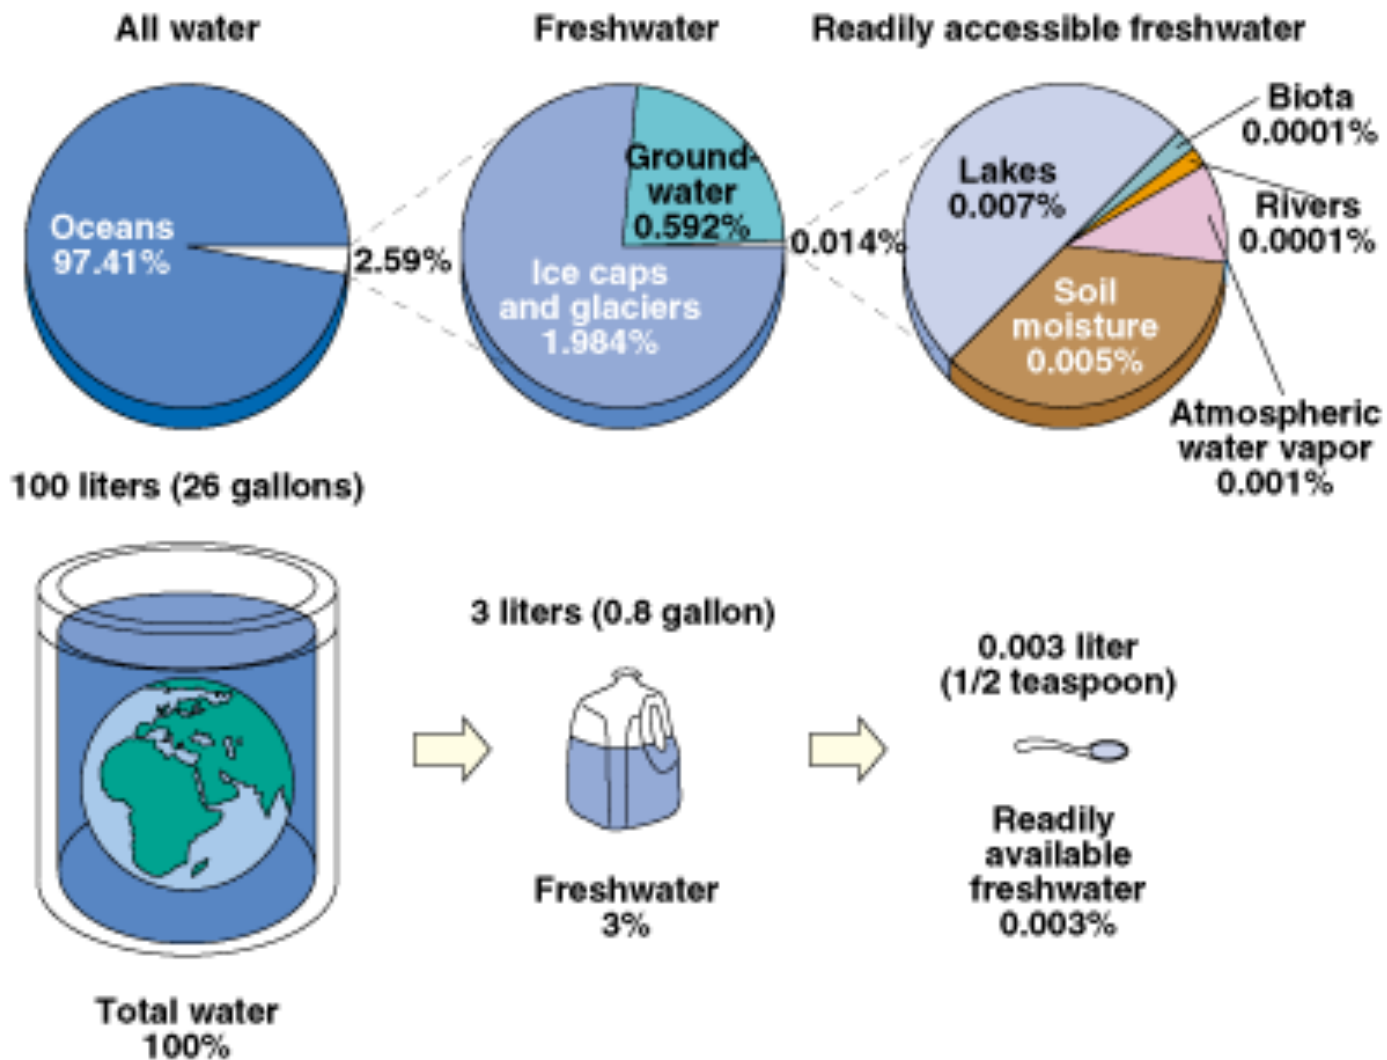 All water
Freshwater
Readily accessible freshwater
Oceans
97.41%
2.59%
Ground-
water
0.592%
Ice caps
and glaciers
1.984%
0.014%
Lakes
0.007%
Biota
0.0001%
Rivers
0.0001%
Soil
moisture
0.005%
Atmospheric
water vapor
0.001%
100 liters (26 gallons)
3 liters (0.8 gallon)
0.003 liter
(1/2 teaspoon)
Total water
100%
Freshwater
3%
Readily
available
freshwater
0.003%